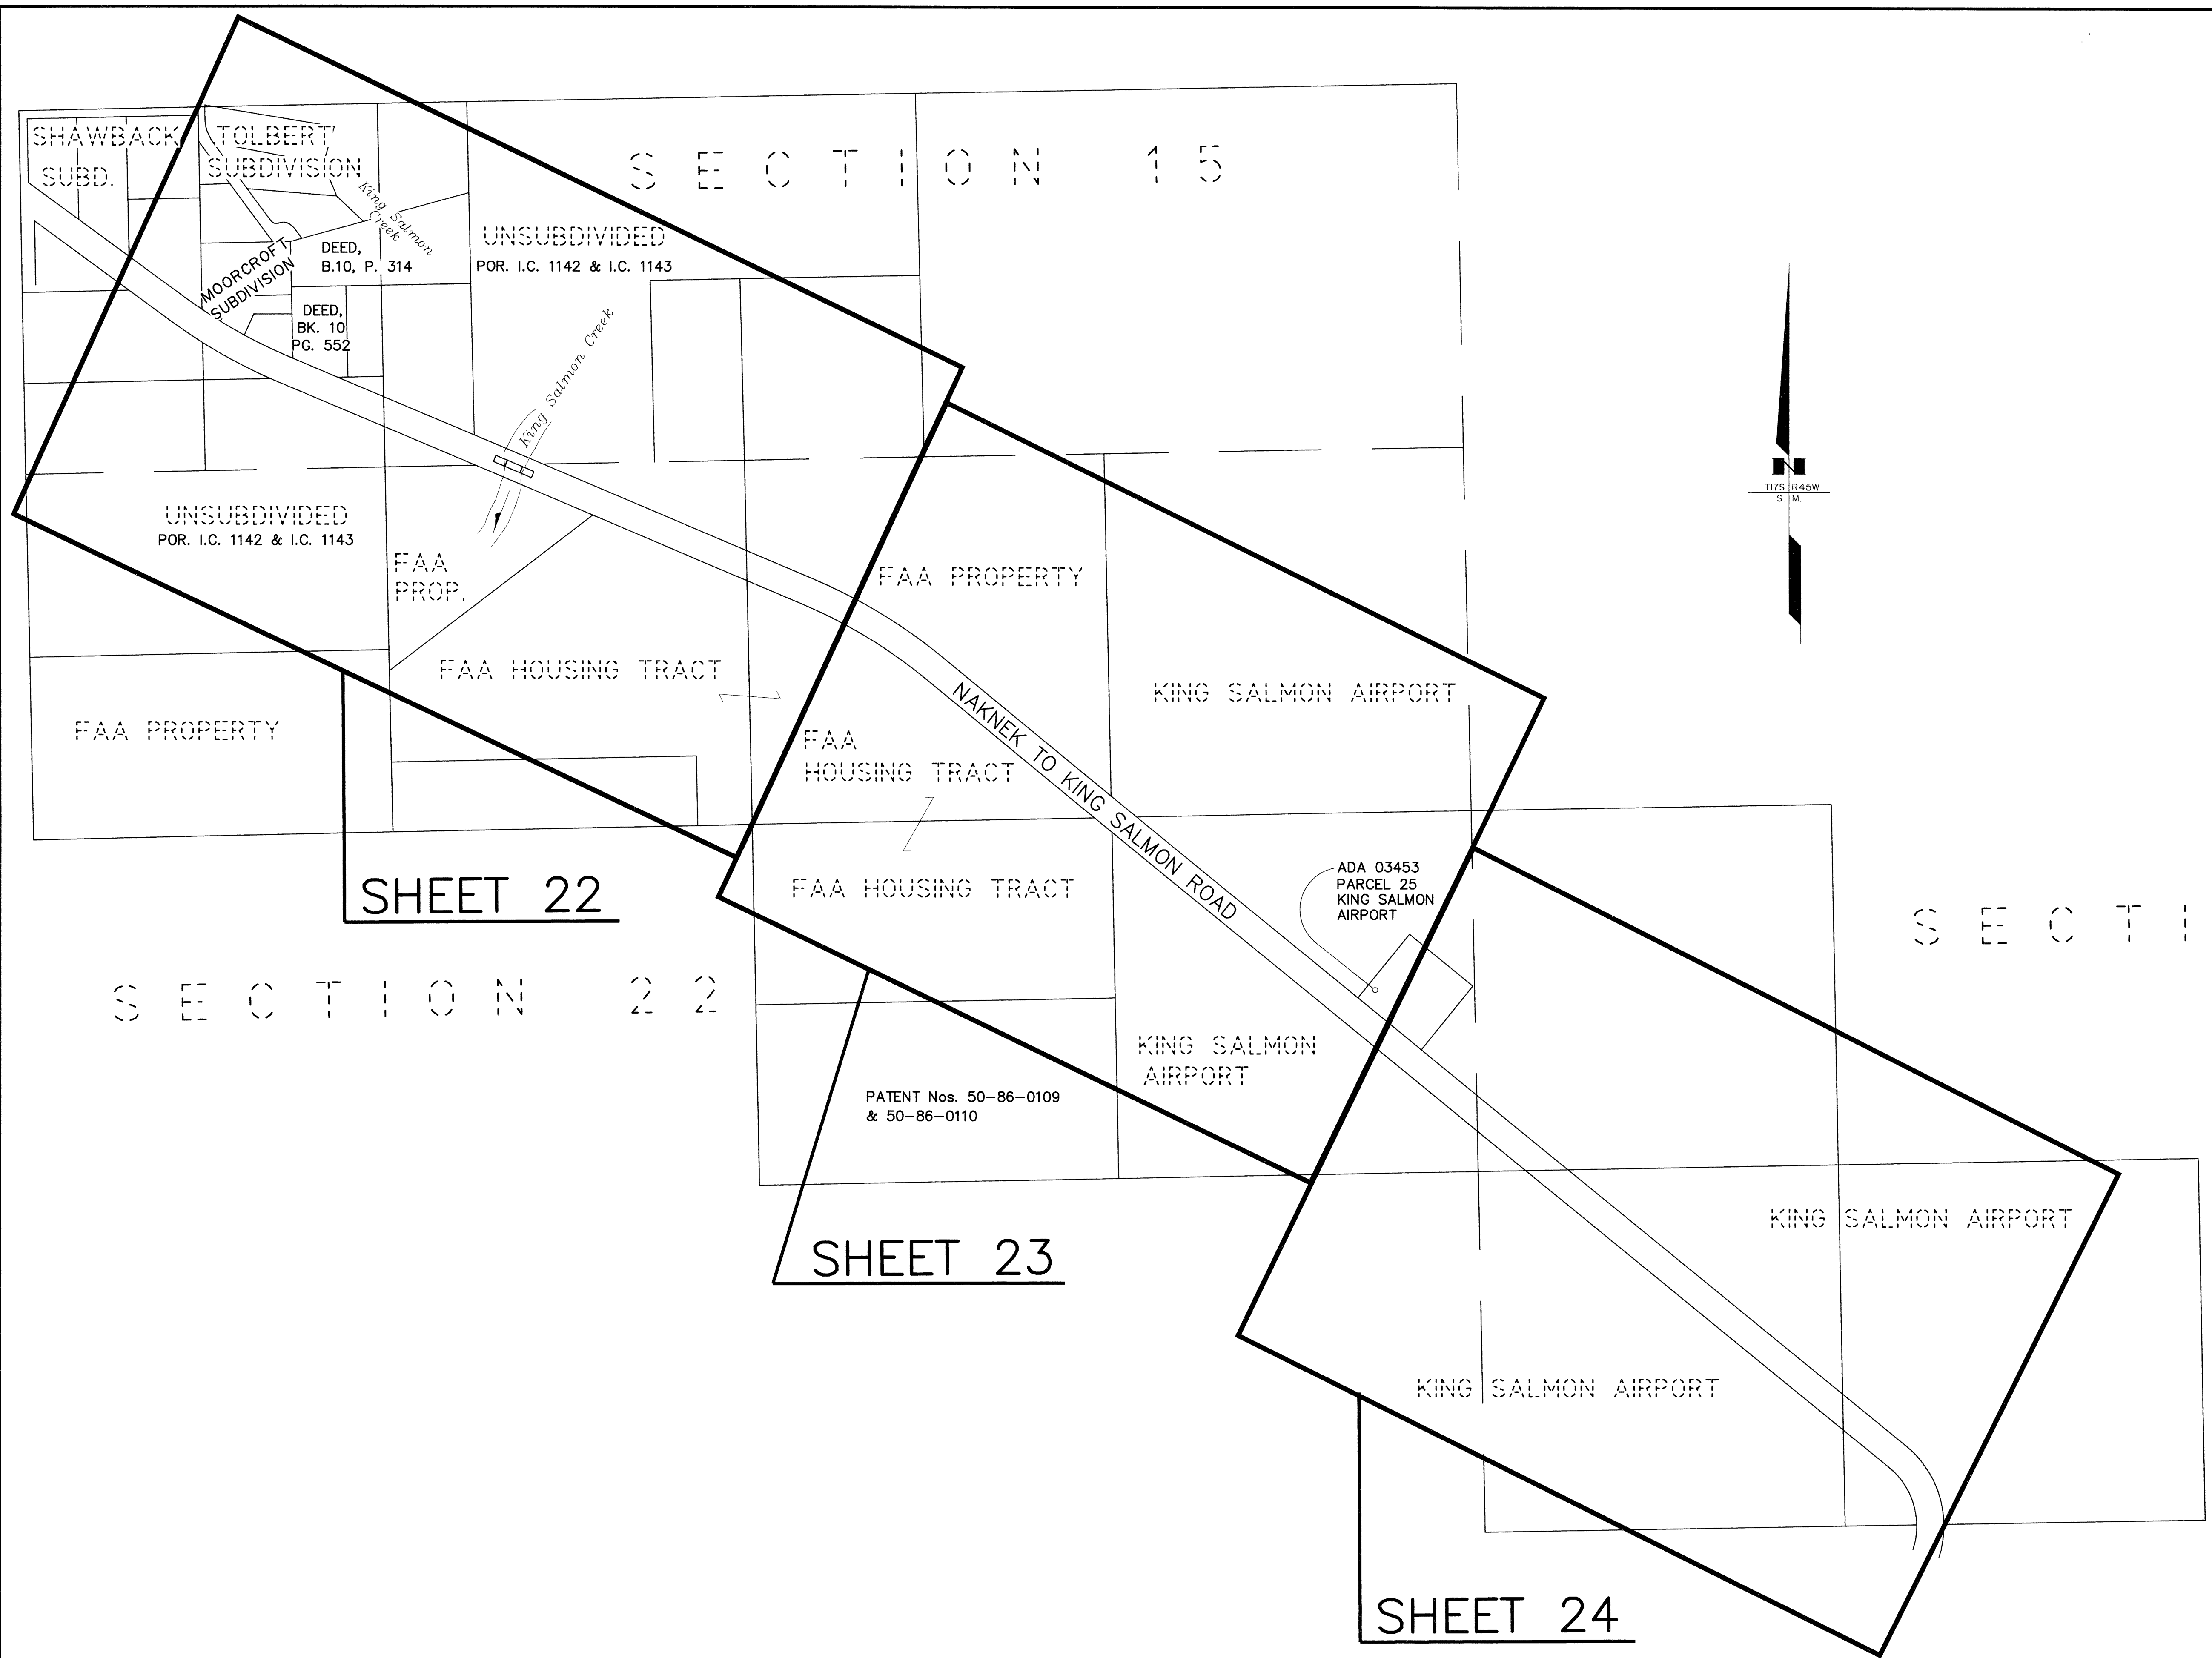 SHAWBACK
SUBD.
TOLBERT
SUBDIVISION
SECTION 15
King Salmon
Creek
UNSUBDIVIDED
POR. I.C. 1142 & I.C. 1143
DEED,
B.10, P. 314
MOORCROFT
SUBDIVISION
DEED,
BK. 10
PG. 552
King Salmon Creek
N
T17S R45W
S. M.
UNSUBDIVIDED
POR. I.C. 1142 & I.C. 1143
FAA
PROP.
FAA PROPERTY
FAA HOUSING TRACT
KING SALMON AIRPORT
FAA PROPERTY
FAA
HOUSING TRACT
NAKNEK TO KING SALMON ROAD
SHEET 22
FAA HOUSING TRACT
ADA 03453
PARCEL 25
KING SALMON
AIRPORT
SECTI
SECTION 22
KING SALMON
AIRPORT
PATENT Nos. 50-86-0109
& 50-86-0110
SHEET 23
KING SALMON AIRPORT
KING SALMON AIRPORT
SHEET 24